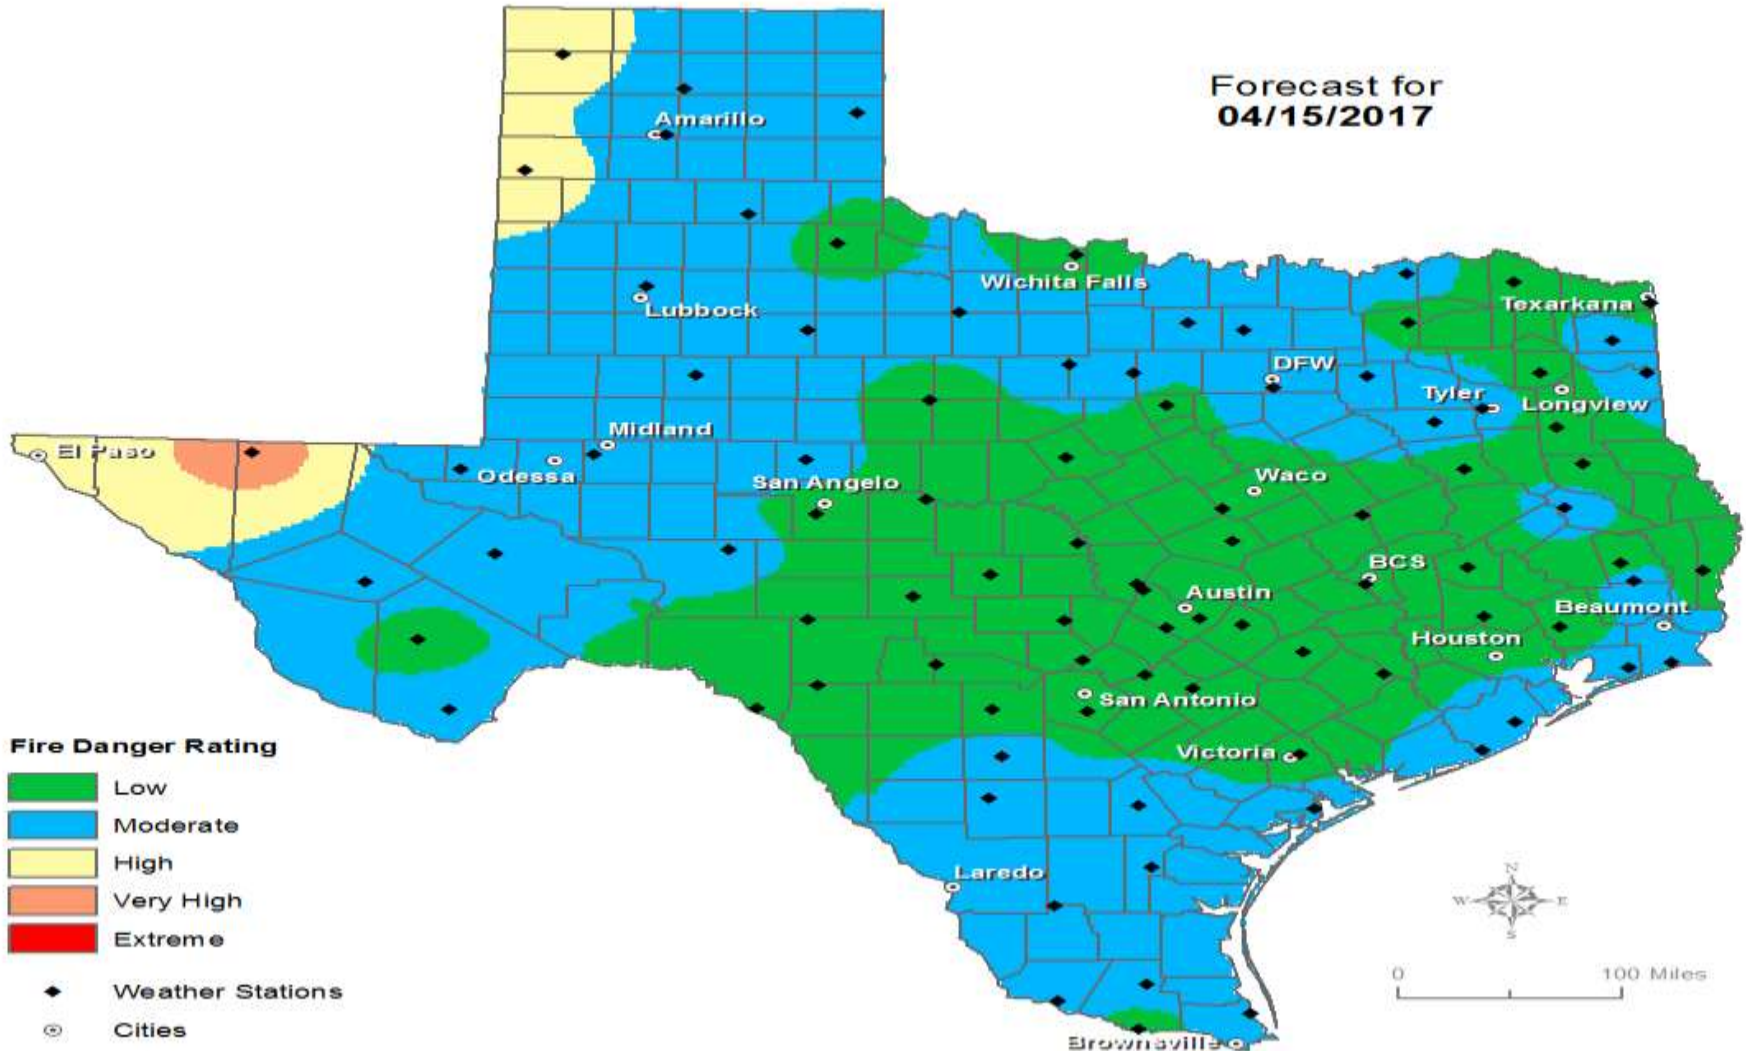 Forecast for
04/15/2017
Amarillo
Wichita Falls
Texarkana
Lubbock
DFW
Tyler
Longview
Midland
El Paso
Odessa
San Angelo
Waco
BCS
Austin
Beaumont
Houston
San Antonio
Victoria
Laredo
Brownsville
Fire Danger Rating
Low
Moderate
High
Very High
Extreme
Weather Stations
Cities
N
W E
S
0 100 Miles